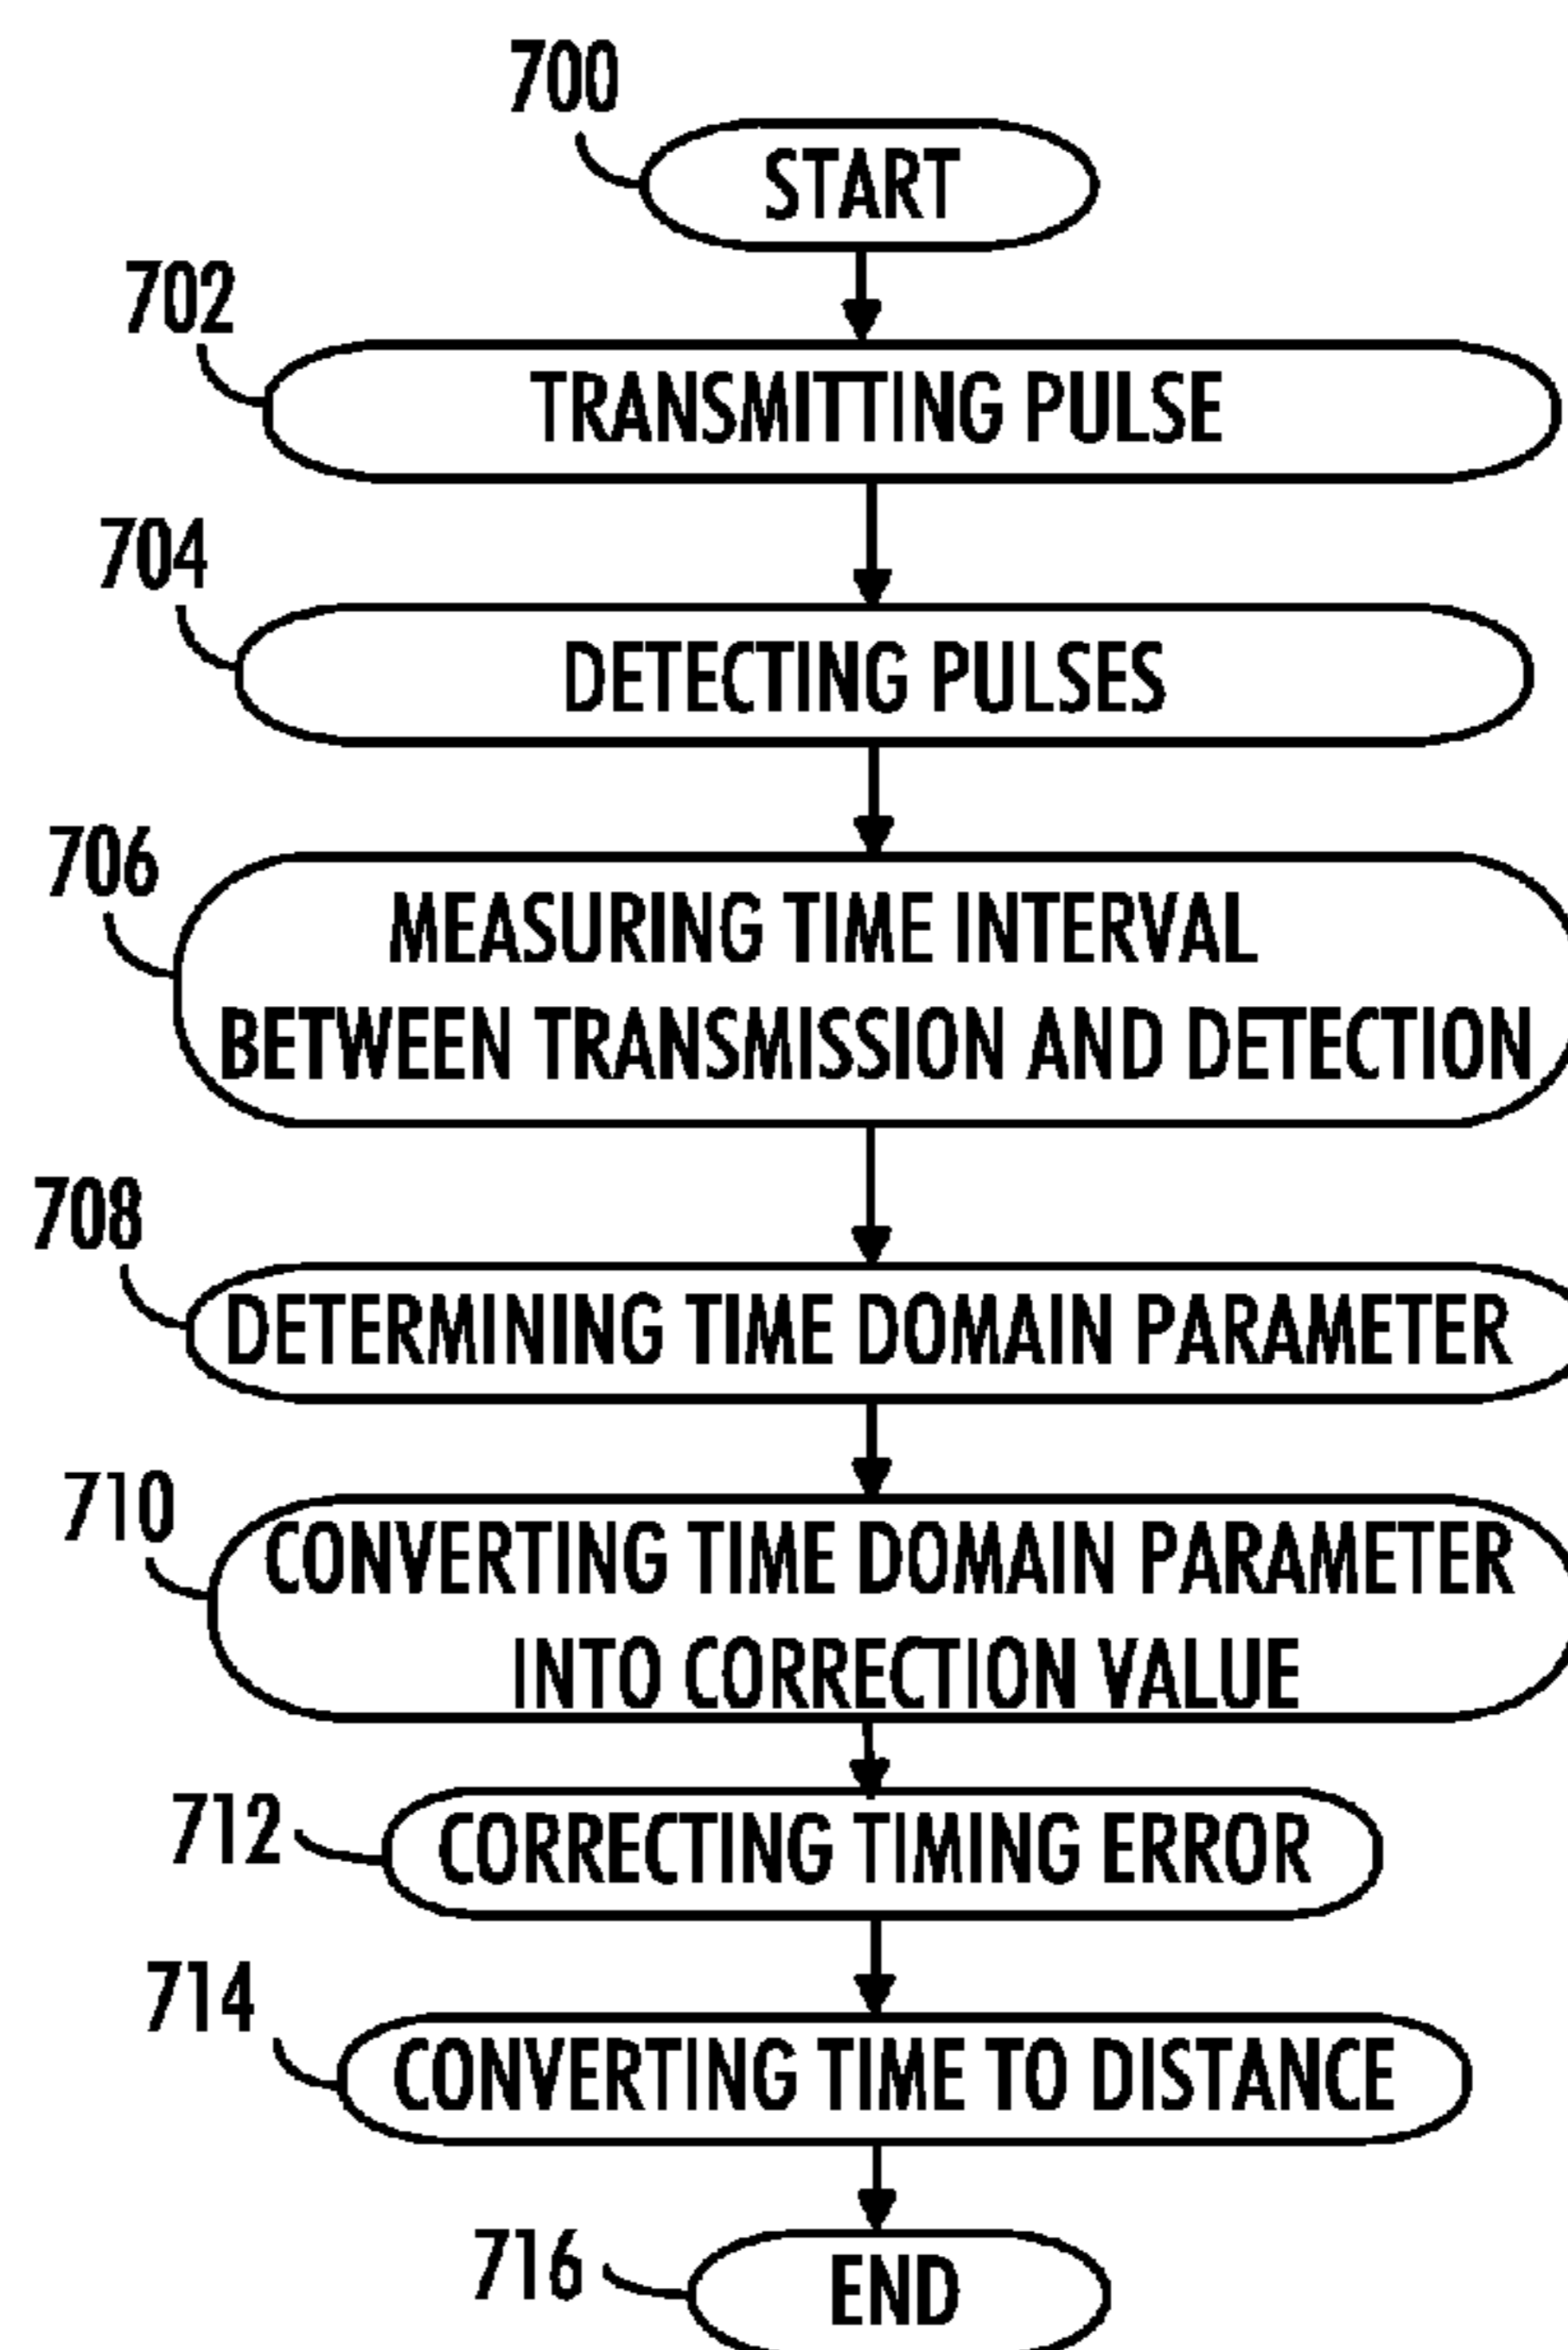 700
START
702
TRANSMITTING PULSE
704
DETECTING PULSES
706
MEASURING TIME INTERVAL
BETWEEN TRANSMISSION AND DETECTION
708
DETERMINING TIME DOMAIN PARAMETER
710
CONVERTING TIME DOMAIN PARAMETER
INTO CORRECTION VALUE
712
CORRECTING TIMING ERROR
714
CONVERTING TIME TO DISTANCE
716
END